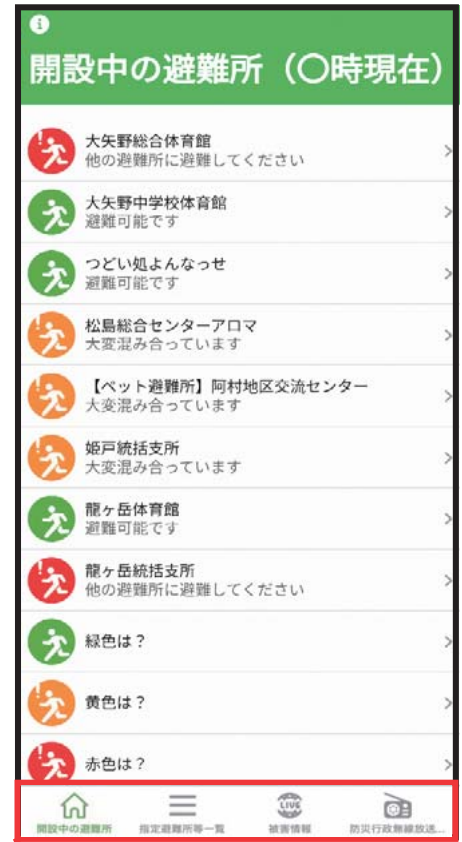 開設中の避難所（〇時現在）
大矢野総合体育館
他の避難所に避難してください
大矢野中学校体育館
避難可能です
つどい処よんなっせ
避難可能です
松島総合センターアロマ
大変混み合っています
【ペット避難所】阿村地区交流センター
大変混み合っています
姫戸統括支所
大変混み合っています
龍ヶ岳体育館
避難可能です
龍ヶ岳統括支所
他の避難所に避難してください
緑色は？
黄色は？
赤色は？
LIVE
開設中の避難所 指定避難所等一覧 被害情報 防災行政無線放送...